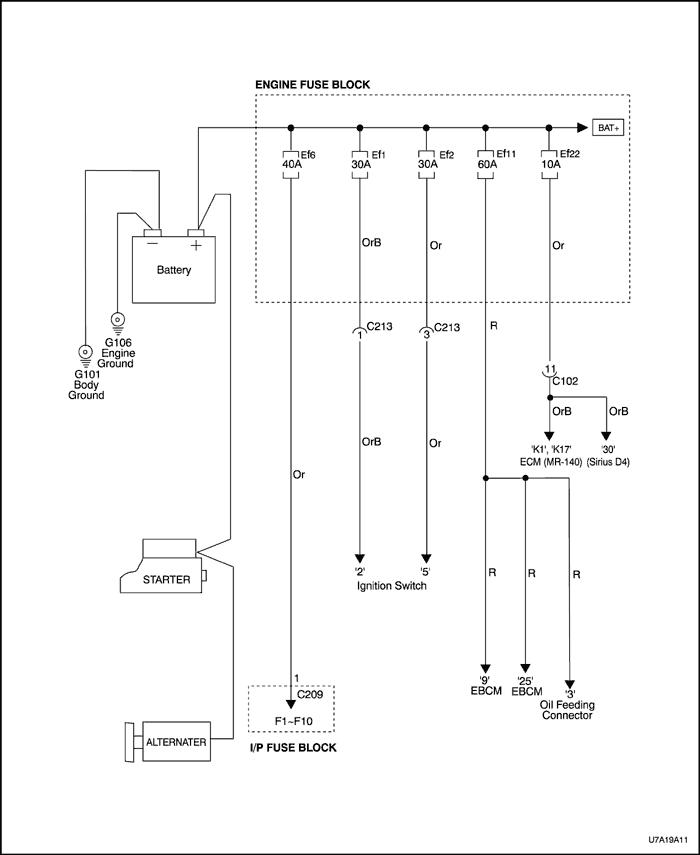 ENGINE FUSE BLOCK
BAT+
Ef6
40A
Ef1
30A
Ef2
30A
Ef11
60A
Ef22
10A
OrB
Or
Or
− +
Battery
G106
Engine
Ground
G101
Body
Ground
1
C213
3
C213
R
11
C102
OrB
OrB
'K1', 'K17'
ECM (MR-140)
'30'
(Sirius D4)
OrB
Or
Or
'2'
'5'
Ignition Switch
STARTER
R
R
R
'9'
EBCM
'25'
EBCM
'3'
Oil Feeding
Connector
1
C209
F1~F10
I/P FUSE BLOCK
ALTERNATER
U7A19A11